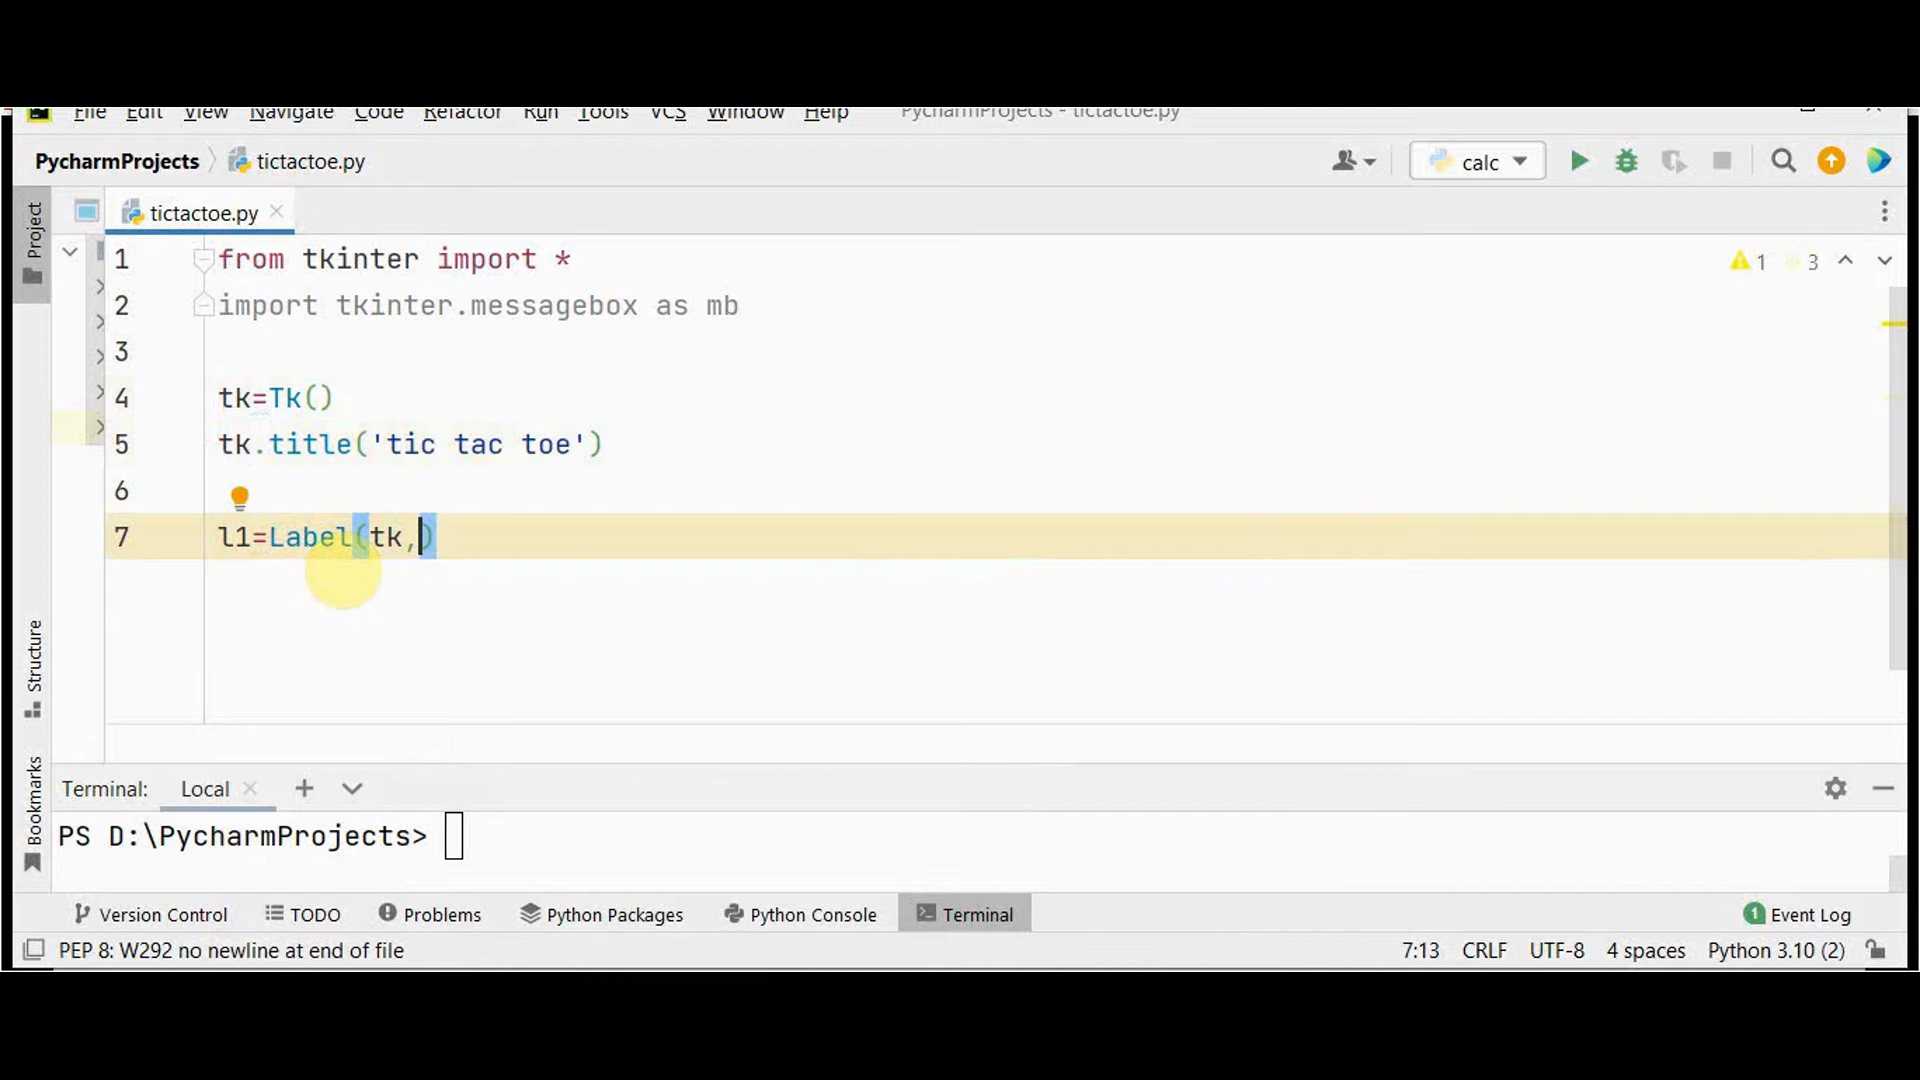 File Edit View Navigate Code Refactor Run Tools VCS Window Help PycharmProjects - tictactoe.py
PycharmProjects tictactoe.py calc
Project
tictactoe.py
1 from tkinter import *
1 3
2 import tkinter.messagebox as mb
3
4 tk=Tk()
5 tk.title('tic tac toe')
6
7 l1=Label(tk,)
Structure
Bookmarks
Terminal: Local
PS D:\PycharmProjects>
Version Control TODO Problems Python Packages Python Console Terminal 1 Event Log
PEP 8: W292 no newline at end of file 7:13 CRLF UTF-8 4 spaces Python 3.10 (2)